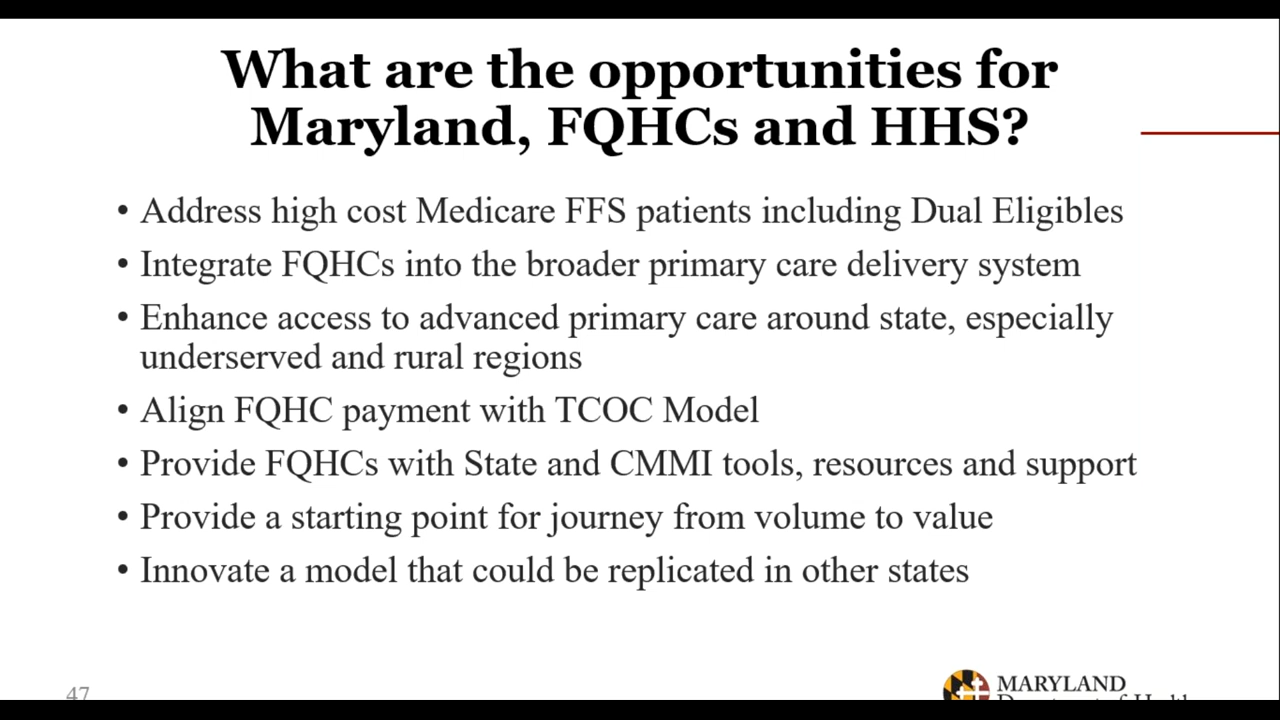 What are the opportunities for
Maryland, FQHCs and HHS?
• Address high cost Medicare FFS patients including Dual Eligibles
• Integrate FQHCs into the broader primary care delivery system
• Enhance access to advanced primary care around state, especially
underserved and rural regions
• Align FQHC payment with TCOC Model
• Provide FQHCs with State and CMMI tools, resources and support
• Provide a starting point for journey from volume to value
• Innovate a model that could be replicated in other states
47
MARYLAND
Department of Health